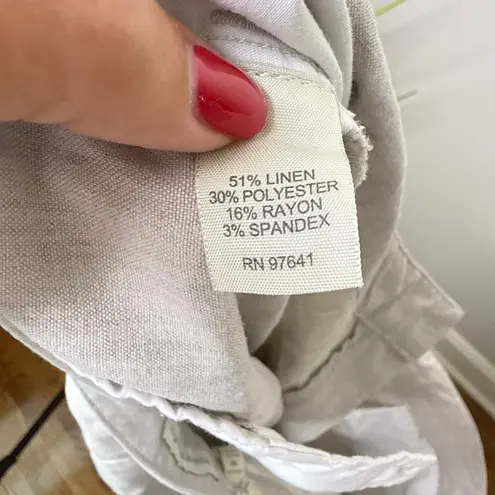 51% LINEN
30% POLYESTER
16% RAYON
3% SPANDEX
RN 97641